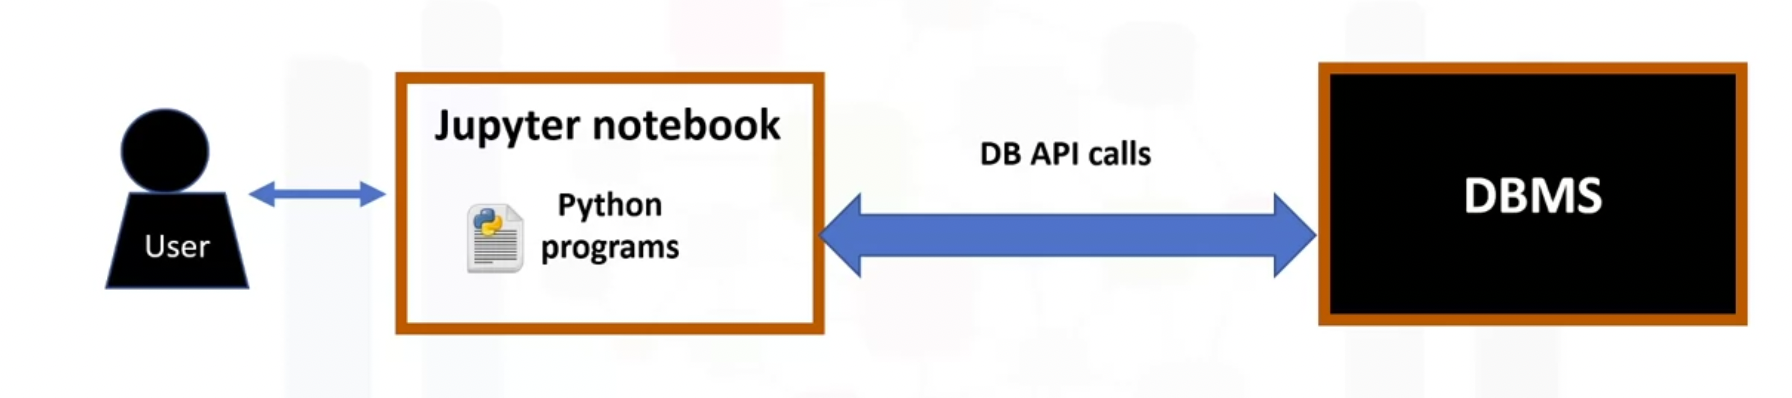 User
Jupyter notebook
Python
programs
DB API calls
DBMS